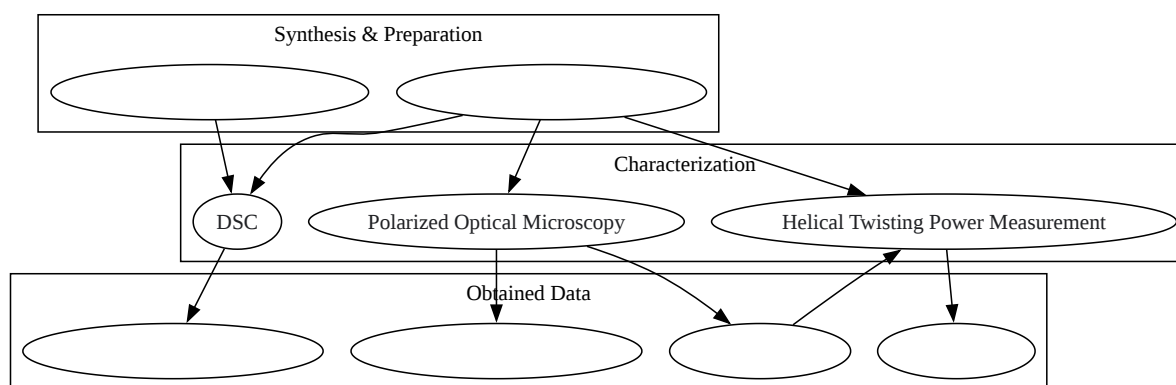 Synthesis & Preparation
Characterization
DSC
Polarized Optical Microscopy
Helical Twisting Power Measurement
Obtained Data